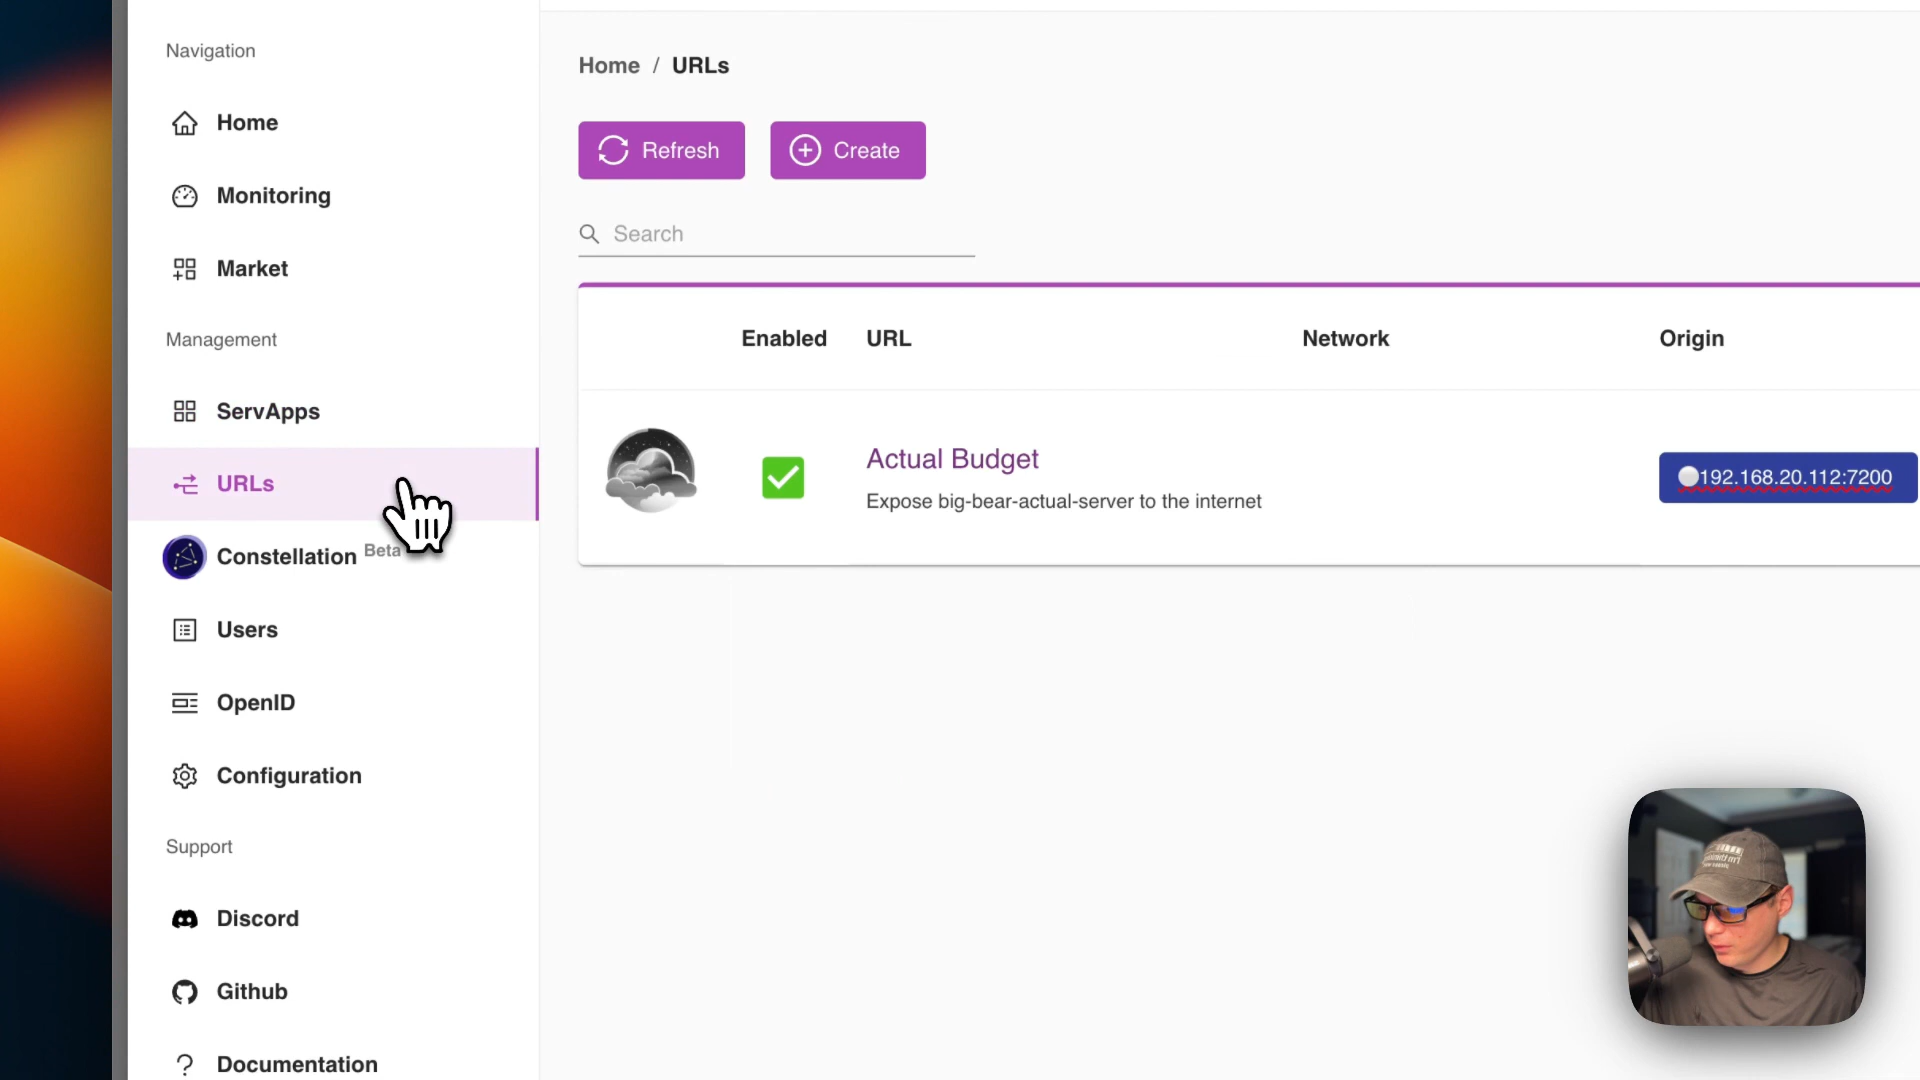 Navigation
Home
Monitoring
Market
Management
ServApps
URLs
Constellation Beta
Users
OpenID
Configuration
Support
Discord
Github
Documentation
Home / URLs
Refresh
Create
Search
Enabled URL Network Origin
Actual Budget
Expose big-bear-actual-server to the internet
192.168.20.112:7200